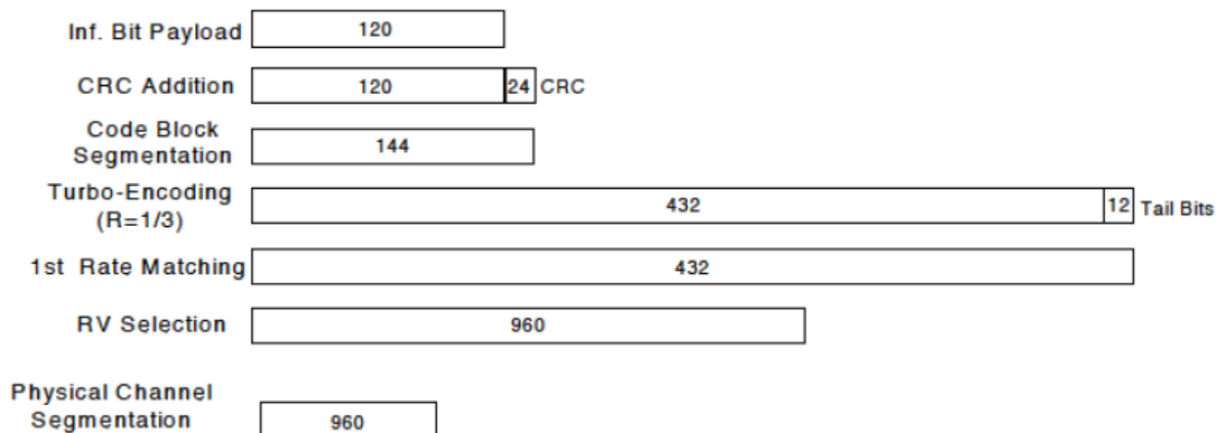 Inf. Bit Payload 120
CRC Addition 120 24 CRC
Code Block
Segmentation 144
Turbo-Encoding
(R=1/3) 432 12 Tail Bits
1st Rate Matching 432
RV Selection 960
Physical Channel
Segmentation 960